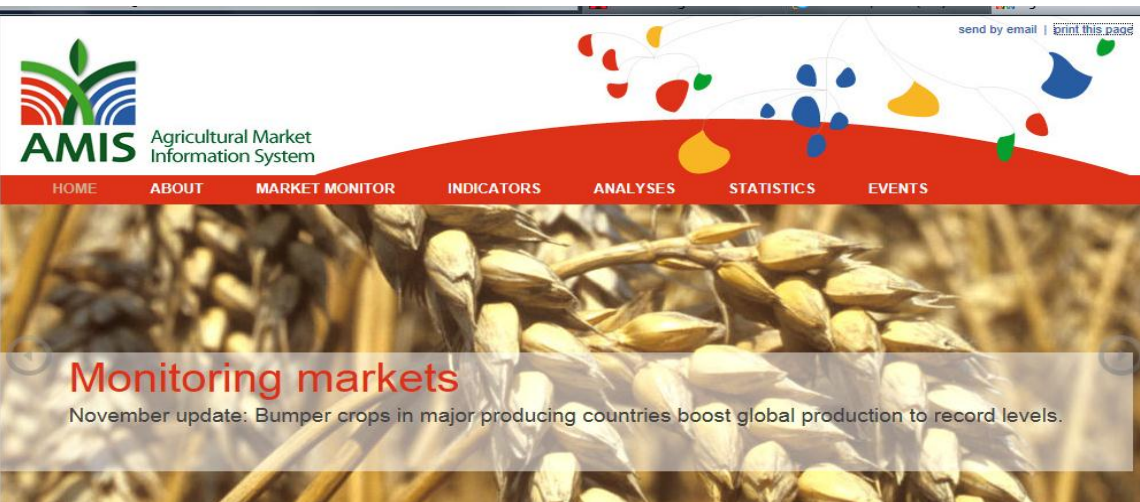 send by email | print this page
AMIS
Agricultural Market
Information System
HOME ABOUT MARKET MONITOR INDICATORS ANALYSES STATISTICS EVENTS
Monitoring markets
November update: Bumper crops in major producing countries boost global production to record levels.